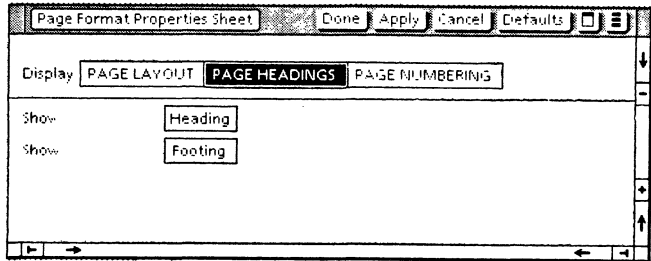 Page Format Properties Sheet Done Apply Cancel Defaults
Display PAGE LAYOUT PAGE HEADINGS PAGE NUMBERING
Show Heading
Show Footing